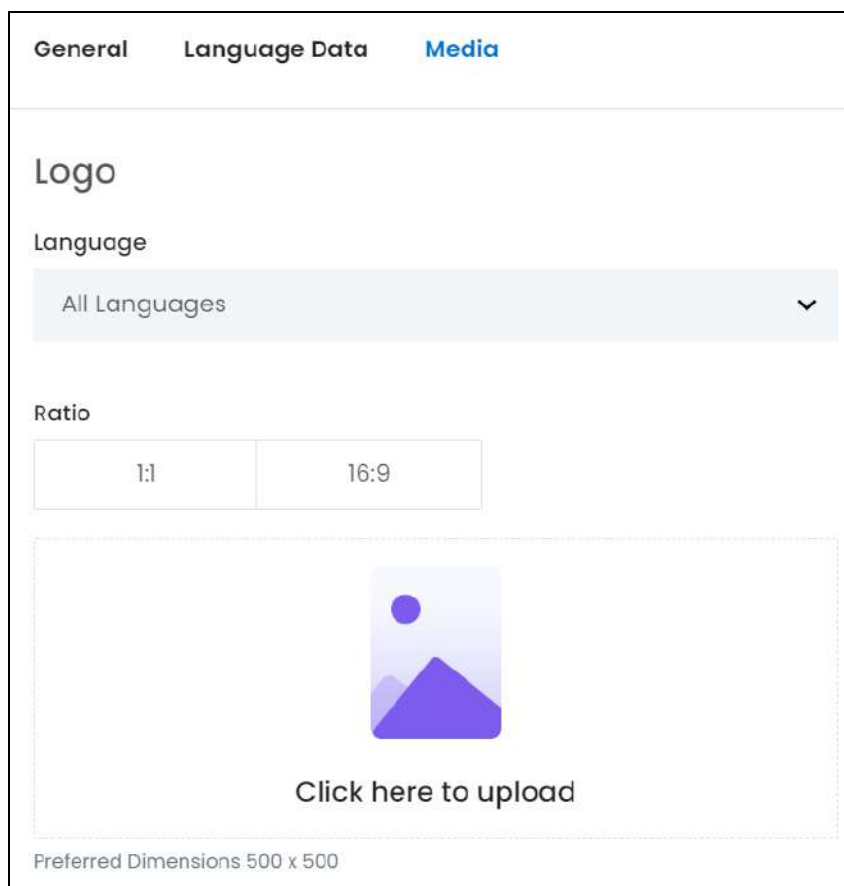 General Language Data Media
Logo
Language
All Languages
Ratio
1:1 16:9
Click here to upload
Preferred Dimensions 500 x 500